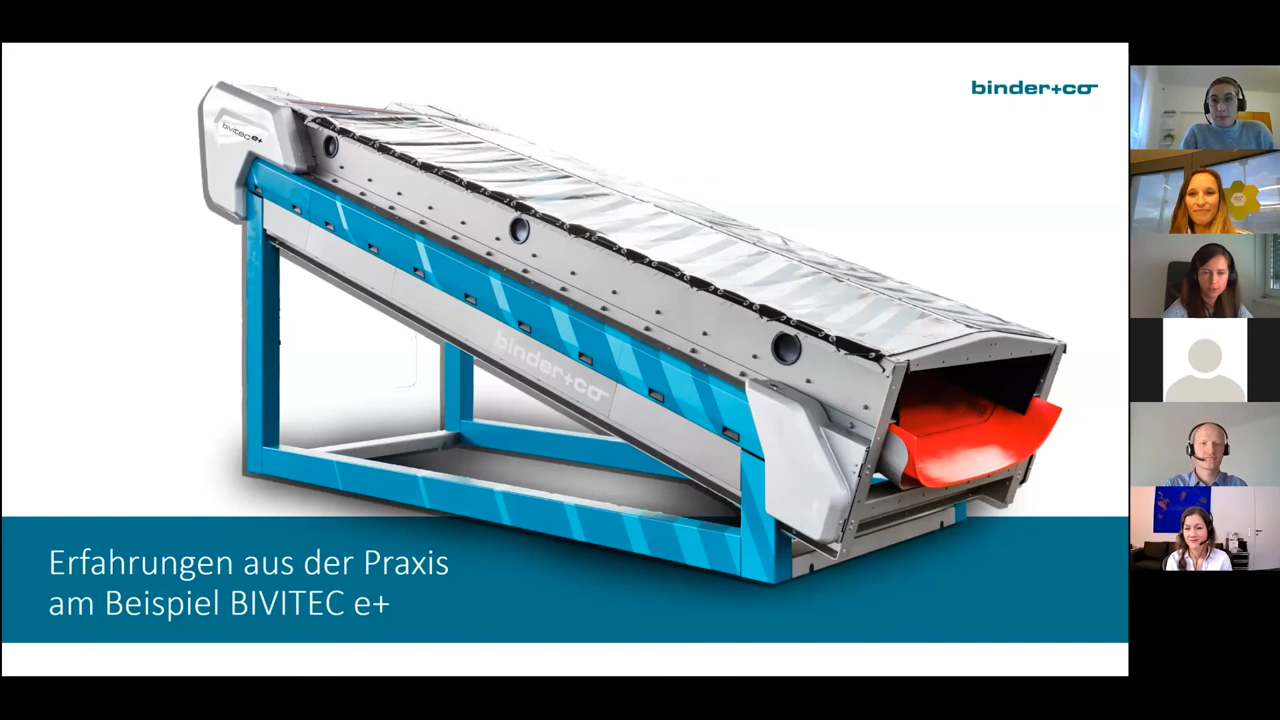 binder+co
bivitec e+
binder+co
Erfahrungen aus der Praxis
am Beispiel BIVITEC e+